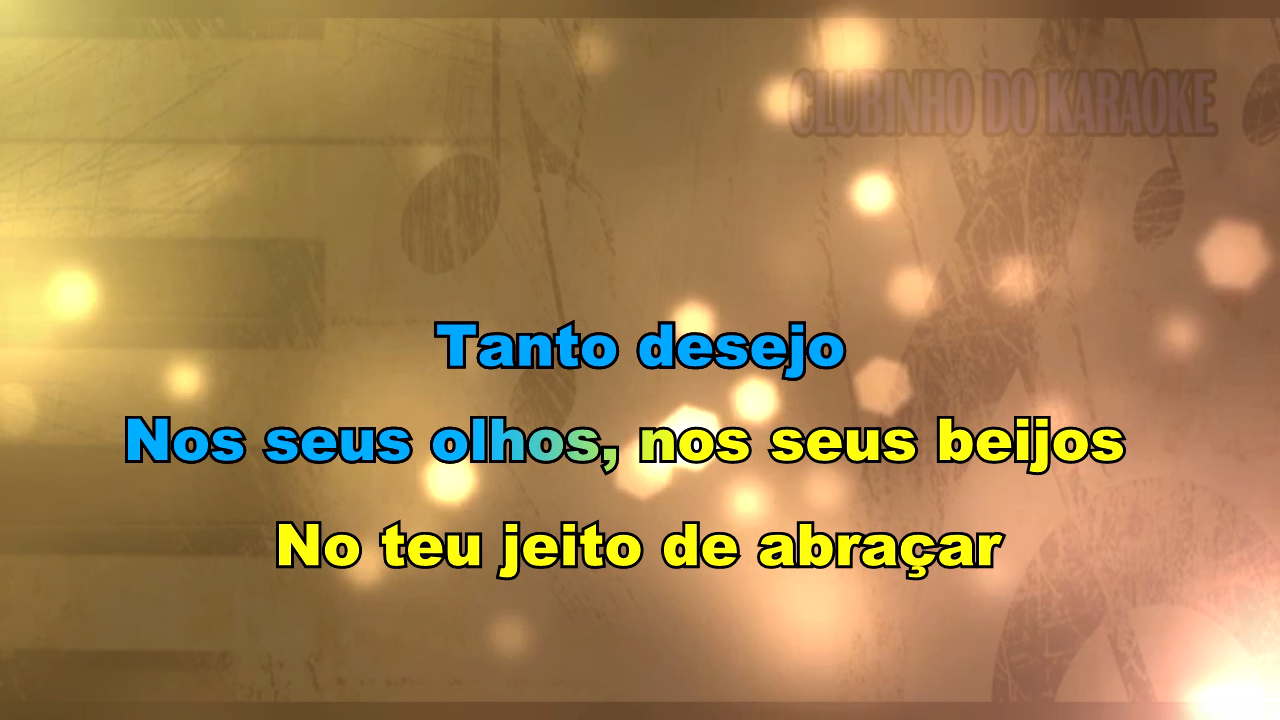 CLUBINHO DO KARAOKE
Tanto desejo
Nos seus olhos, nos seus beijos
No teu jeito de abraçar